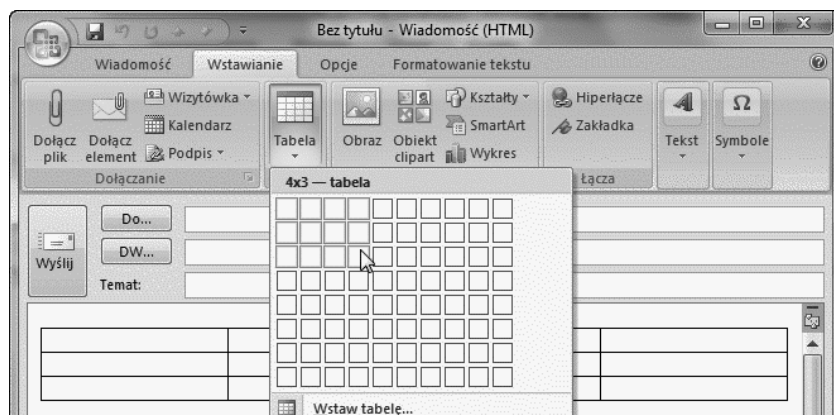 Bez tytułu - Wiadomość (HTML)
Wiadomość Wstawianie Opcje Formatowanie tekstu
Dołącz plik
Dołącz element
Wizytówka
Kalendarz
Podpis
Dołączanie
Tabela
Obraz
Obiekt clipart
Kształty
SmartArt
Wykres
Hiperłącze
Zakładka
Łącza
Tekst
Symbole
4x3 — tabela
Wyślij
Do...
DW...
Temat:
Wstaw tabelę...